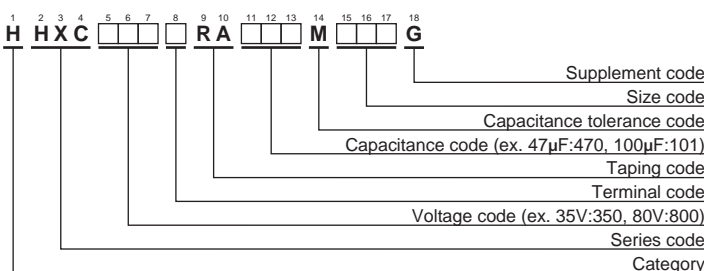 1 2 3 4 5 6 7 8 9 10 11 12 13 14 15 16 17 18
H HXC □□□ □ RA □□□ M □□□ G
Supplement code
Size code
Capacitance tolerance code
Capacitance code (ex. 47µF:470, 100µF:101)
Taping code
Terminal code
Voltage code (ex. 35V:350, 80V:800)
Series code
Category